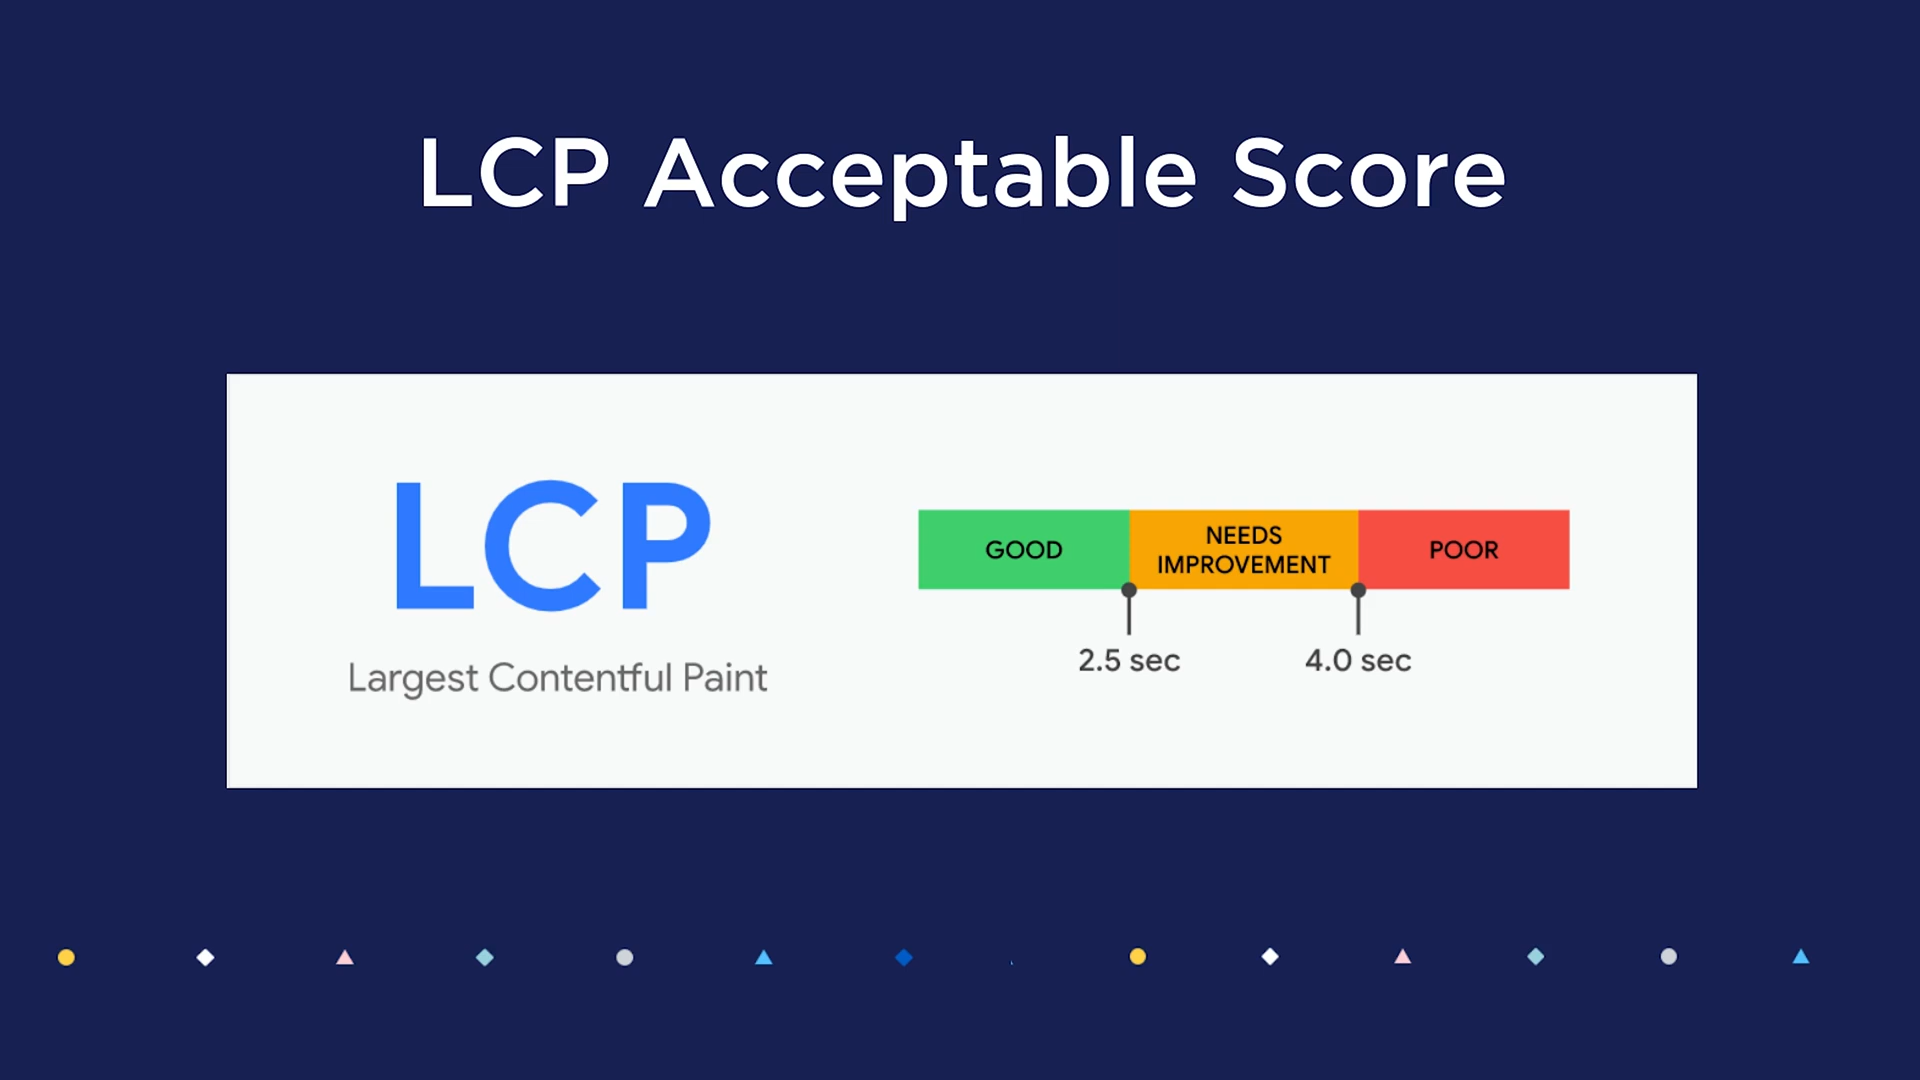 LCP Acceptable Score
LCP
Largest Contentful Paint
GOOD
NEEDS
IMPROVEMENT
POOR
2.5 sec
4.0 sec